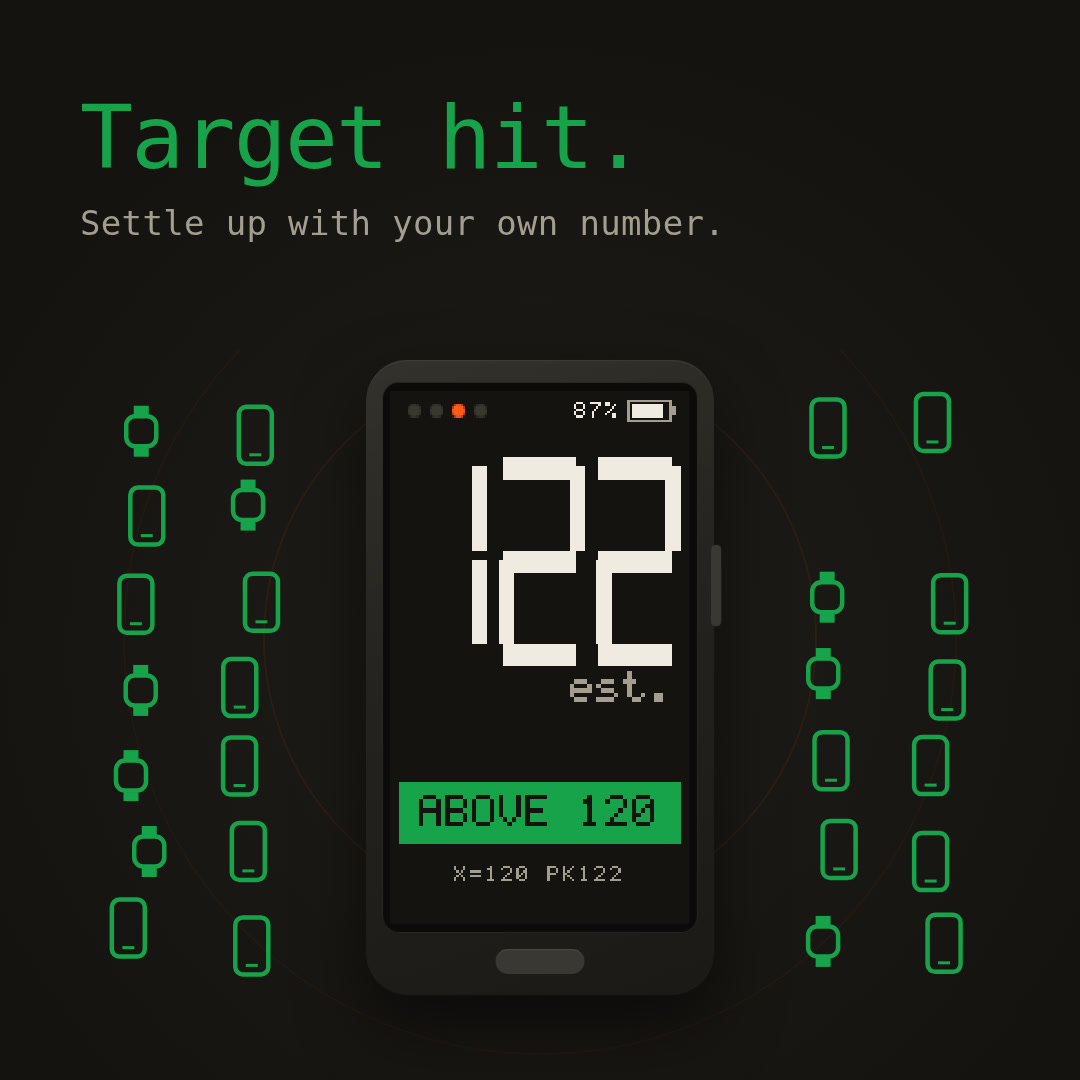 Target hit.
Settle up with your own number.
87%
122
est.
ABOVE 120
X=120 PK122